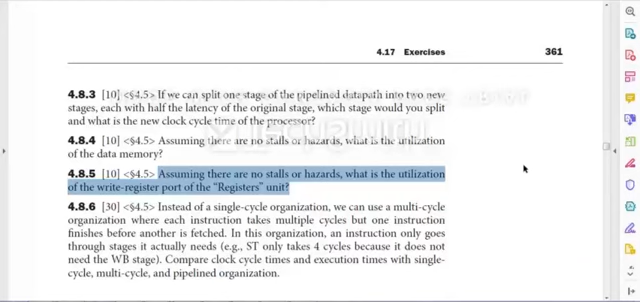 4.17 Exercises 361
4.8.3 [10] <§4.5> If we can split one stage of the pipelined datapath into two new
stages, each with half the latency of the original stage, which stage would you split
and what is the new clock cycle time of the processor?
4.8.4 [10] <§4.5> Assuming there are no stalls or hazards, what is the utilization
of the data memory?
4.8.5 [10] <§4.5> Assuming there are no stalls or hazards, what is the utilization
of the write-register port of the “Registers” unit?
4.8.6 [30] <§4.5> Instead of a single-cycle organization, we can use a multi-cycle
organization where each instruction takes multiple cycles but one instruction
finishes before another is fetched. In this organization, an instruction only goes
through stages it actually needs (e.g., ST only takes 4 cycles because it does not
need the WB stage). Compare clock cycle times and execution times with single-
cycle, multi-cycle, and pipelined organization.